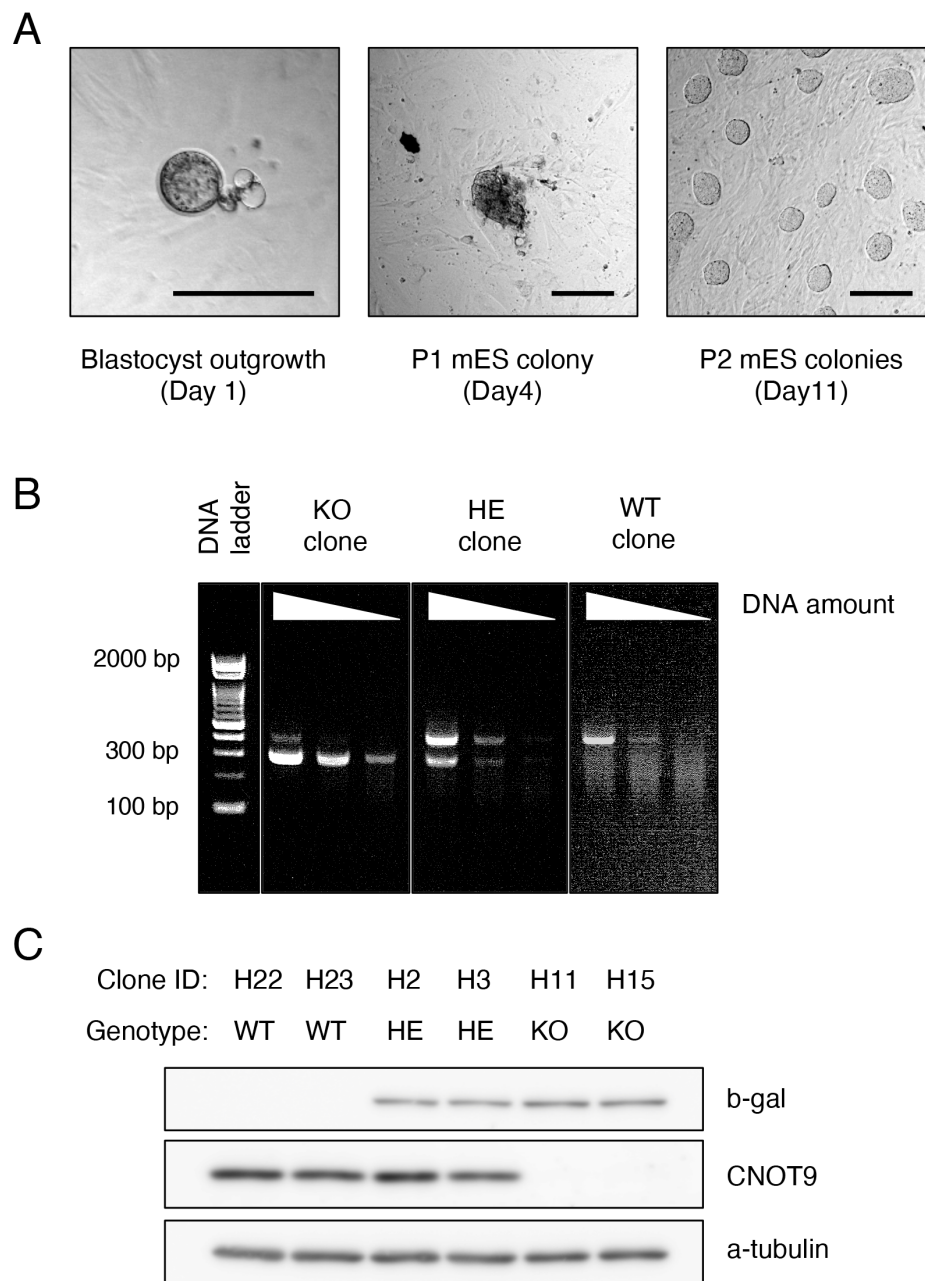 A
Blastocyst outgrowth
(Day 1)
P1 mES colony
(Day4)
P2 mES colonies
(Day11)
B
DNA
ladder
KO
clone
HE
clone
WT
clone
DNA amount
2000 bp
300 bp
100 bp
C
Clone ID: H22 H23 H2 H3 H11 H15
Genotype: WT WT HE HE KO KO
b-gal
CNOT9
a-tubulin